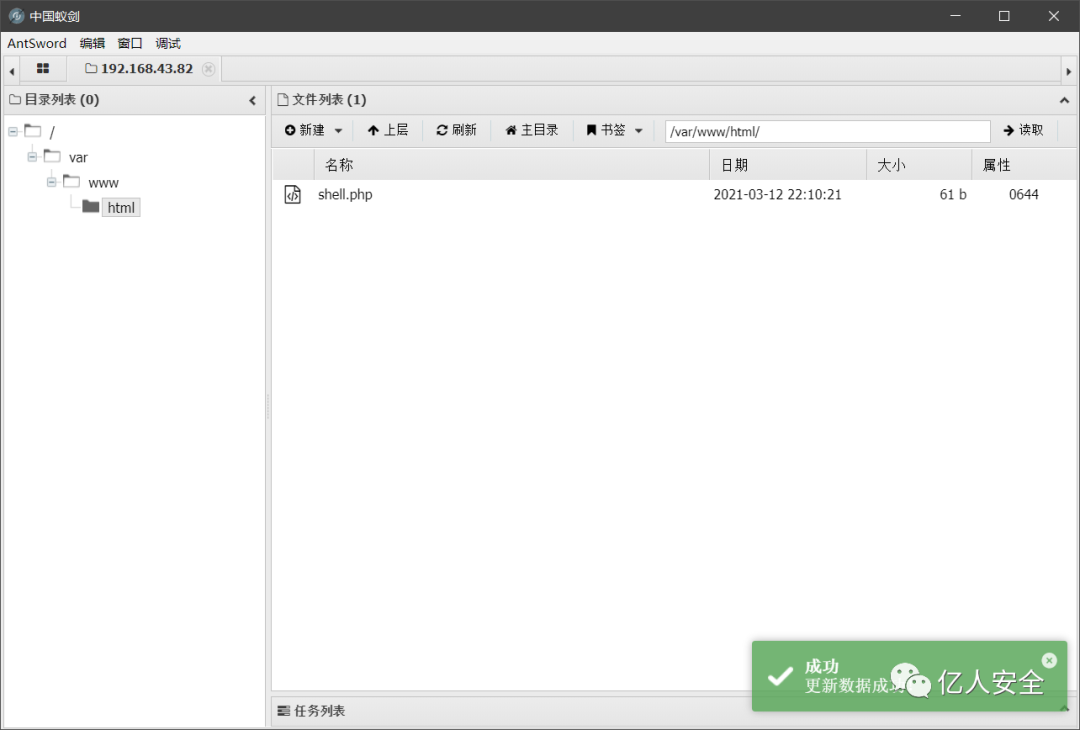 中国蚁剑
AntSword 编辑 窗口 调试
192.168.43.82
目录列表 (0)
/
var
www
html
文件列表 (1)
新建 上层 刷新 主目录 书签 /var/www/html/ 读取
名称 日期 大小 属性
shell.php 2021-03-12 22:10:21 61 b 0644
成功
更新数据成功
亿人安全
任务列表